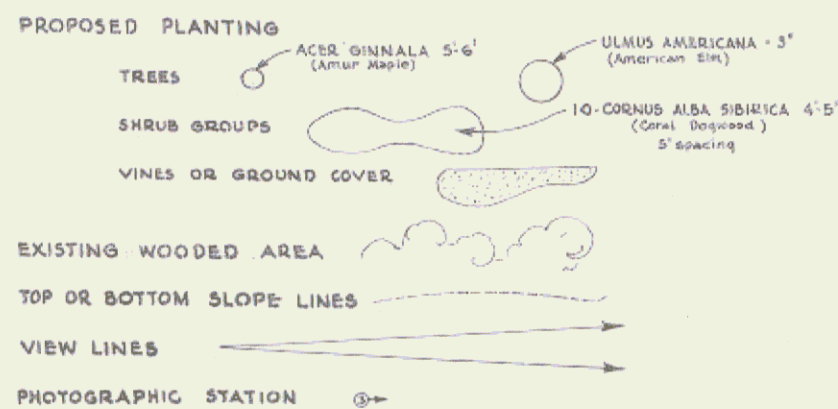 PROPOSED PLANTING
TREES
ACER GINNALA 5'-6'
(Amur Maple)
ULMUS AMERICANA - 3"
(American Elm)
SHRUB GROUPS
10-CORNUS ALBA SIBIRICA 4'-5'
(Coral Dogwood)
5' spacing
VINES OR GROUND COVER
EXISTING WOODED AREA
TOP OR BOTTOM SLOPE LINES
VIEW LINES
PHOTOGRAPHIC STATION
3